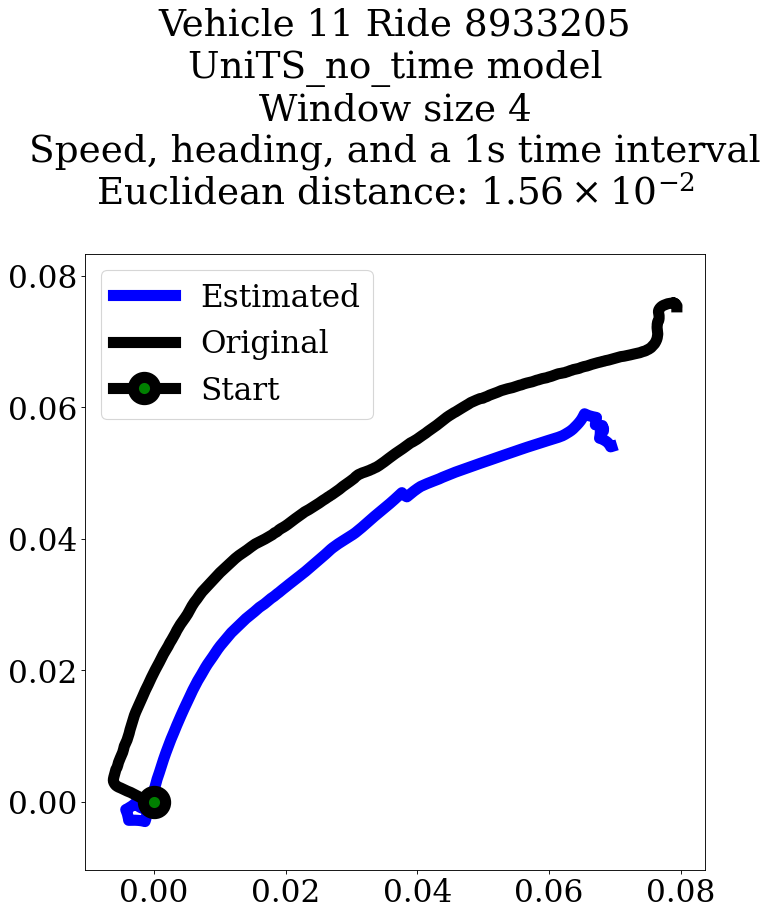 Vehicle 11 Ride 8933205
UniTS_no_time model
Window size 4
Speed, heading, and a 1s time interval
Euclidean distance: 1.56 × 10⁻²
0.08
Estimated
Original
Start
0.06
0.04
0.02
0.00
0.00 0.02 0.04 0.06 0.08